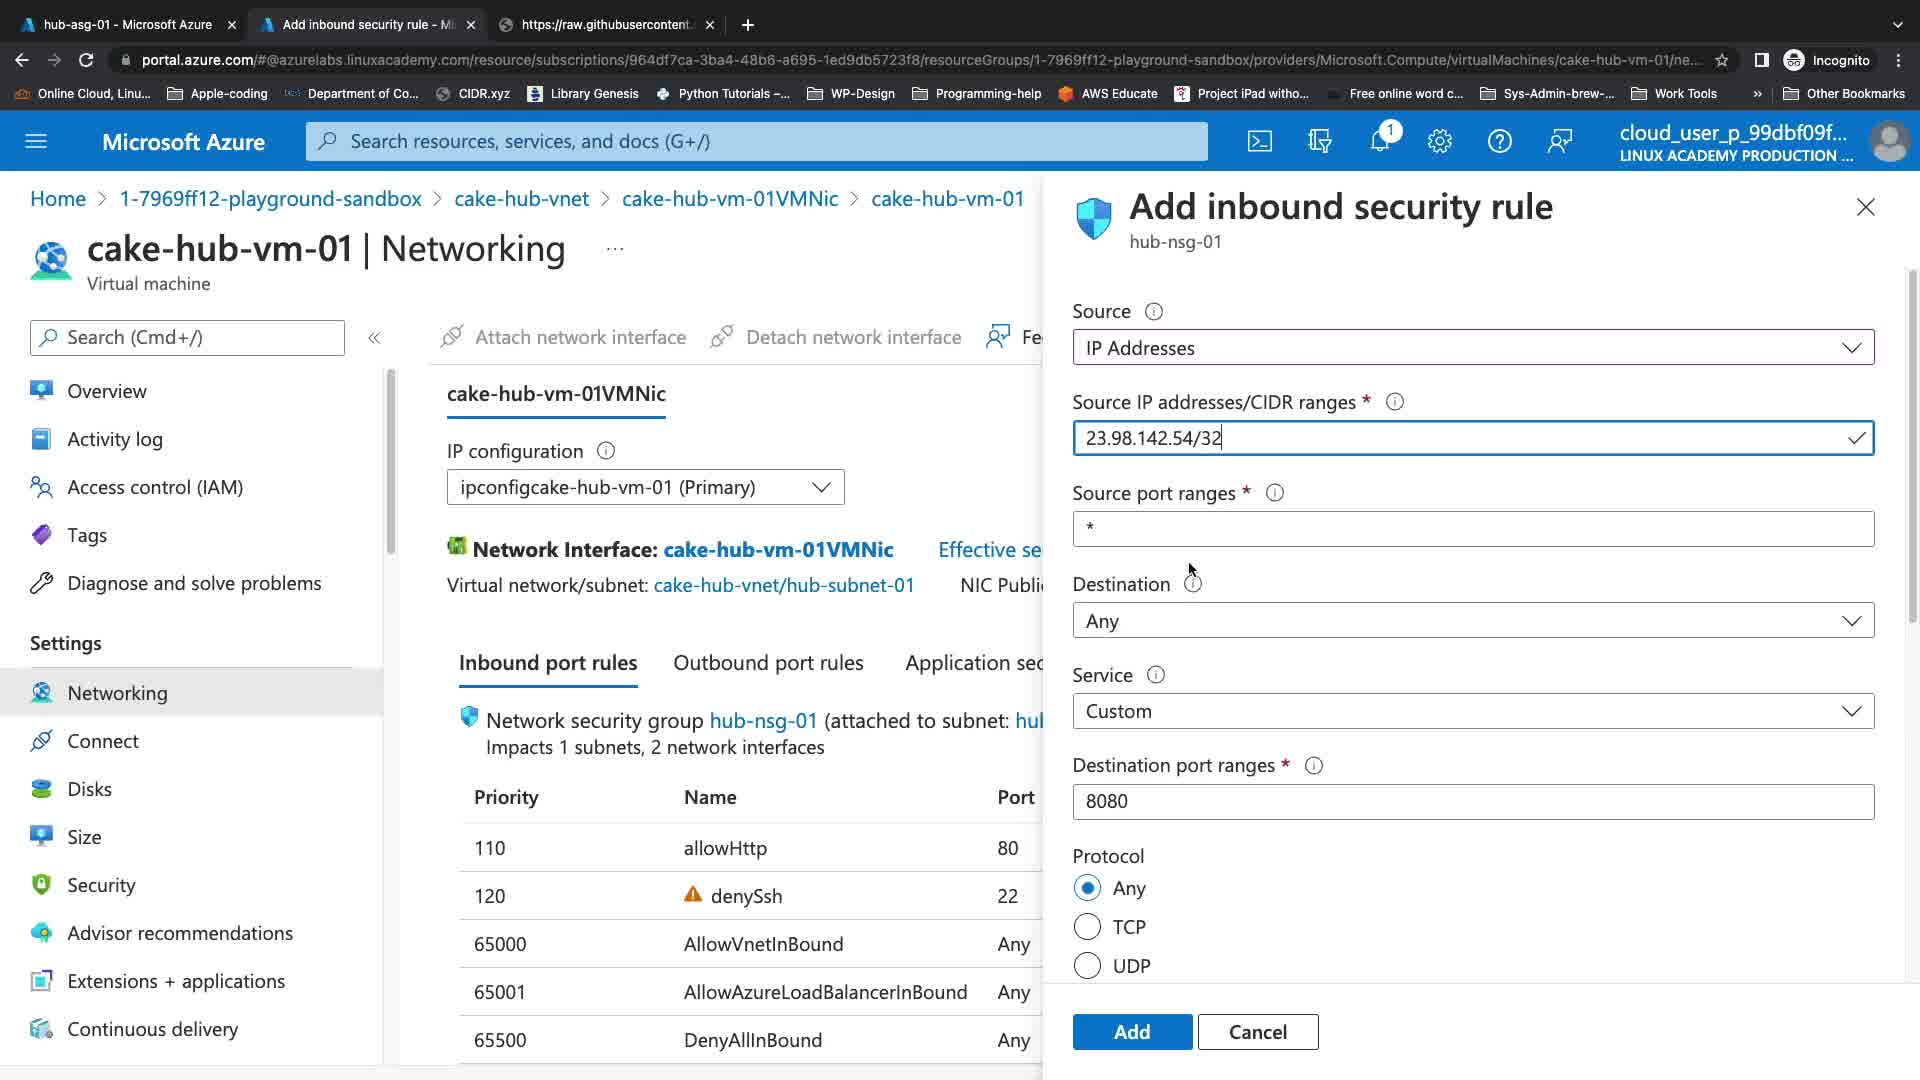 hub-asg-01 - Microsoft Azure
Add inbound security rule - Mi
https://raw.githubusercontent.
portal.azure.com/#@azurelabs.linuxacademy.com/resource/subscriptions/964df7ca-3ba4-48b6-a695-1ed9db5723f8/resourceGroups/1-7969ff12-playground-sandbox/providers/Microsoft.Compute/virtualMachines/cake-hub-vm-01/ne...
Incognito
Online Cloud, Linu...
Apple-coding
Department of Co...
CIDR.xyz
Library Genesis
Python Tutorials –...
WP-Design
Programming-help
AWS Educate
Project iPad witho...
Free online word c...
Sys-Admin-brew-...
Work Tools
»
Other Bookmarks
Microsoft Azure
Search resources, services, and docs (G+/)
1
cloud_user_p_99dbf09f...
LINUX ACADEMY PRODUCTION ...
Home > 1-7969ff12-playground-sandbox > cake-hub-vnet > cake-hub-vm-01VMNic > cake-hub-vm-01
cake-hub-vm-01 | Networking
...
Virtual machine
Search (Cmd+/)
«
Overview
Activity log
Access control (IAM)
Tags
Diagnose and solve problems
Settings
Networking
Connect
Disks
Size
Security
Advisor recommendations
Extensions + applications
Continuous delivery
Attach network interface
Detach network interface
Fe
cake-hub-vm-01VMNic
IP configuration
ipconfigcake-hub-vm-01 (Primary)
Network Interface: cake-hub-vm-01VMNic
Effective se
Virtual network/subnet: cake-hub-vnet/hub-subnet-01
NIC Publi
Inbound port rules
Outbound port rules
Application sec
Network security group hub-nsg-01 (attached to subnet: hul
Impacts 1 subnets, 2 network interfaces
Priority Name Port
110 allowHttp 80
120 denySsh 22
65000 AllowVnetInBound Any
65001 AllowAzureLoadBalancerInBound Any
65500 DenyAllInBound Any
Add inbound security rule
hub-nsg-01
Source
IP Addresses
Source IP addresses/CIDR ranges *
23.98.142.54/32
Source port ranges *
*
Destination
Any
Service
Custom
Destination port ranges *
8080
Protocol
Any
TCP
UDP
Add
Cancel